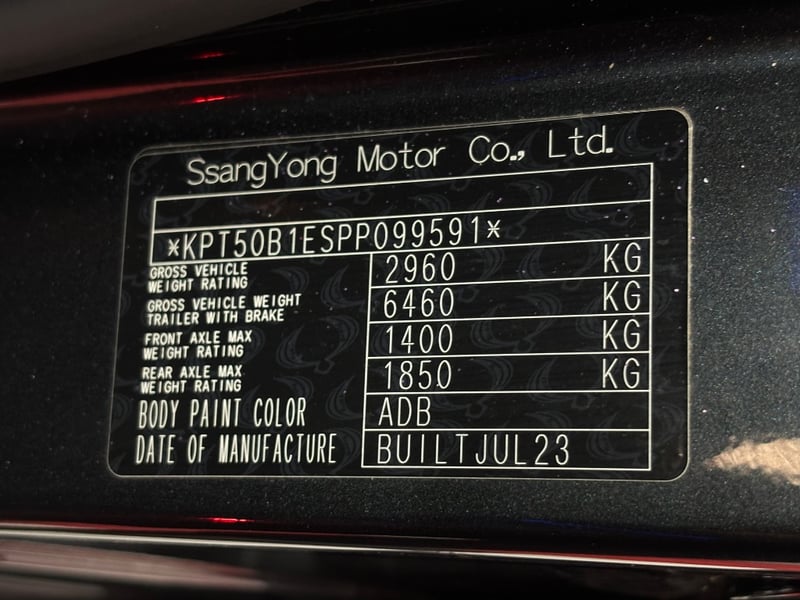 SsangYong Motor Co., Ltd.
*KPT50B1ESPP099591*
GROSS VEHICLE
WEIGHT RATING
2960 KG
GROSS VEHICLE WEIGHT
TRAILER WITH BRAKE
6460 KG
FRONT AXLE MAX
WEIGHT RATING
1400 KG
REAR AXLE MAX
WEIGHT RATING
1850 KG
BODY PAINT COLOR ADB
DATE OF MANUFACTURE BUILTJUL23